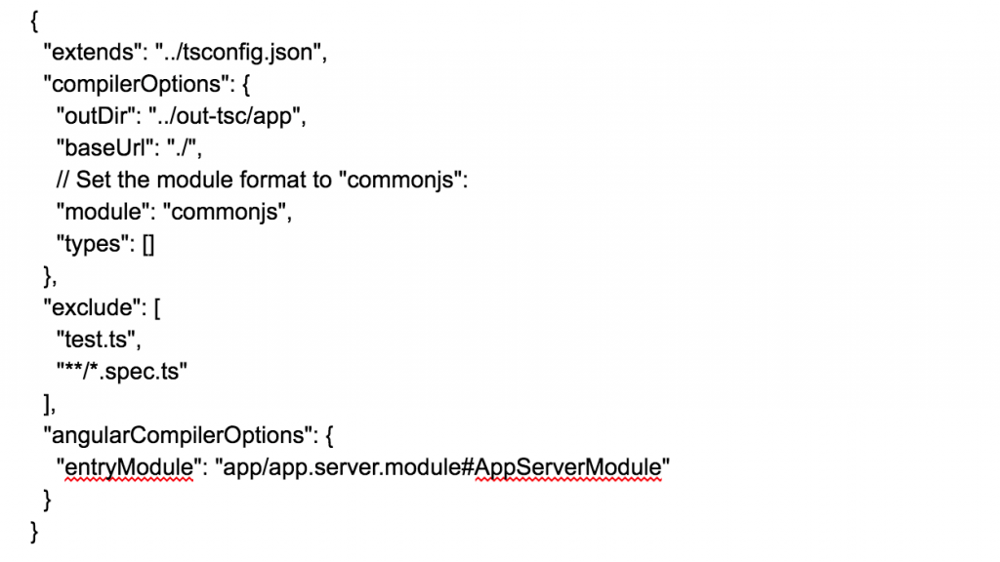 {
"extends": "../tsconfig.json",
"compilerOptions": {
"outDir": "../out-tsc/app",
"baseUrl": "./",
// Set the module format to "commonjs":
"module": "commonjs",
"types": []
},
"exclude": [
"test.ts",
"**/*.spec.ts"
],
"angularCompilerOptions": {
"entryModule": "app/app.server.module#AppServerModule"
}
}